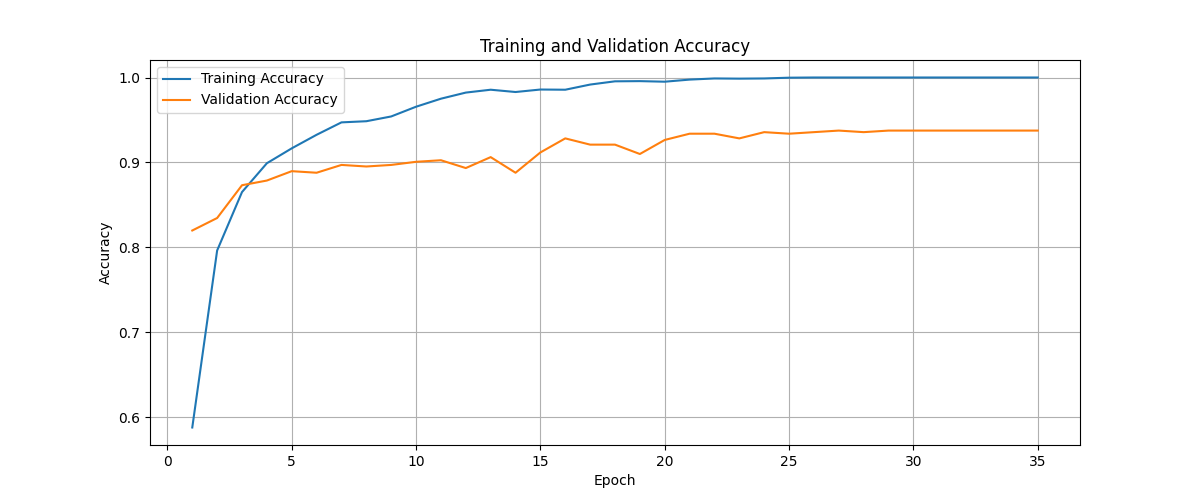 Training and Validation Accuracy
Training Accuracy
Validation Accuracy
1.0
0.9
0.8
0.7
0.6
Accuracy
0 5 10 15 20 25 30 35
Epoch